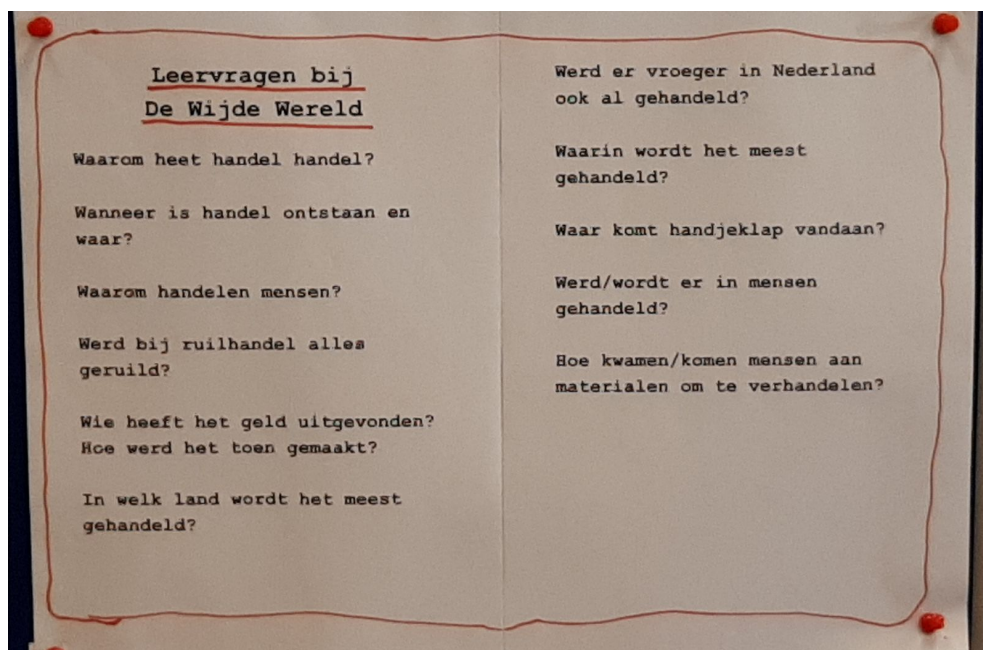 Leervragen bij
De Wijde Wereld
Waarom heet handel handel?
Wanneer is handel ontstaan en
waar?
Waarom handelen mensen?
Werd bij ruilhandel alles
geruild?
Wie heeft het geld uitgevonden?
Hoe werd het toen gemaakt?
In welk land wordt het meest
gehandeld?
Werd er vroeger in Nederland
ook al gehandeld?
Waarin wordt het meest
gehandeld?
Waar komt handjeklap vandaan?
Werd/wordt er in mensen
gehandeld?
Hoe kwamen/komen mensen aan
materialen om te verhandelen?